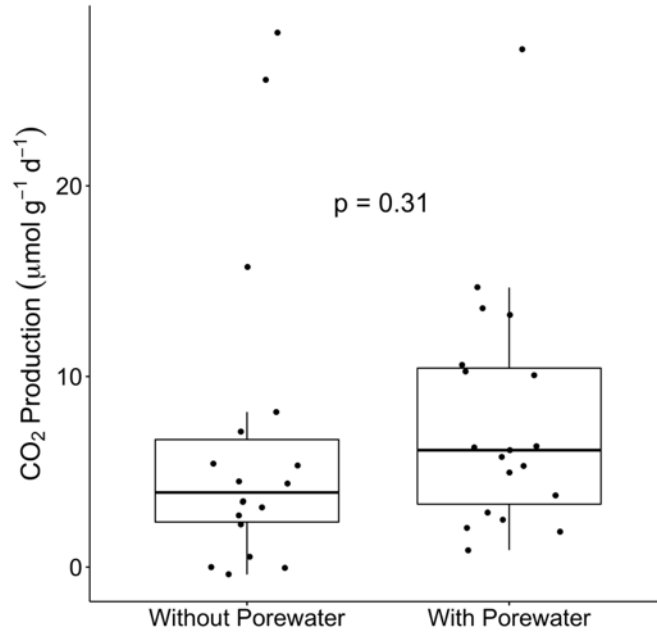 CO₂ Production (μmol g⁻¹ d⁻¹)
20
10
0
p = 0.31
Without Porewater
With Porewater